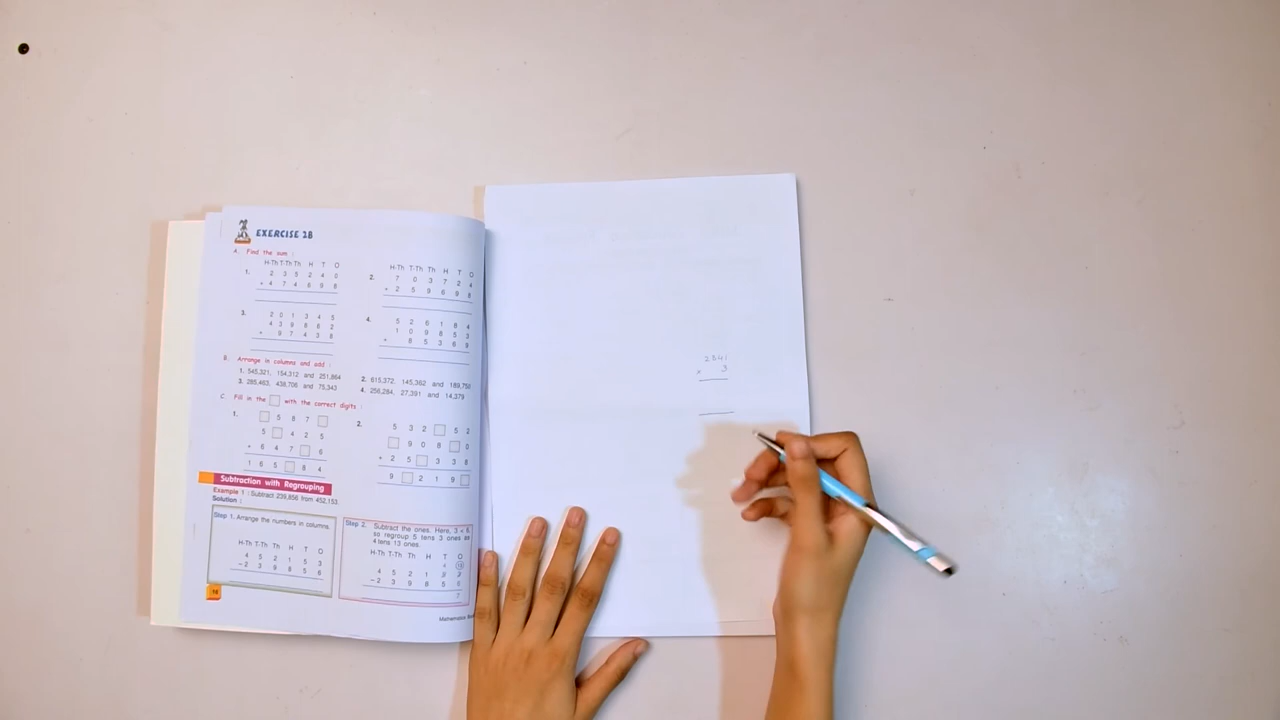 EXERCISE 2B
A. Find the sum :
1.
H-Th T-Th Th H T O
2 3 5 2 4 0
+ 4 7 4 8 9 8
2.
H-Th T-Th Th H T O
7 0 3 7 2 4
+ 2 5 9 6 9 8
3.
2 0 1 3 4 5
4 3 9 8 6 2
+ 9 7 4 3 8
4.
5 2 6 1 8 4
1 0 9 8 5 3
+ 8 5 3 6 8
B. Arrange in columns and add :
1. 545,321, 154,312 and 251,864
2. 615,372, 145,362 and 189,758
3. 285,463, 438,706 and 75,343
4. 256,284, 27,391 and 14,379
C. Fill in the with the correct digits :
1.
5 8 7
5 4 2 5
+ 6 4 7 6
1 6 5 8 4
2.
5 3 2 5 2
9 0 8 0
+ 2 5 3 3 8
9 2 1 9
Subtraction with Regrouping
Example 1 : Subtract 239,856 from 452,153.
Solution :
Step 1. Arrange the numbers in columns.
H-Th T-Th Th H T O
4 5 2 1 5 3
− 2 3 9 8 5 6
Step 2. Subtract the ones. Here, 3 < 6,
so regroup 5 tens 3 ones as
4 tens 13 ones.
H-Th T-Th Th H T O
4 13
4 5 2 1 5 3
− 2 3 9 8 5 6
7
Mathematics
× 3